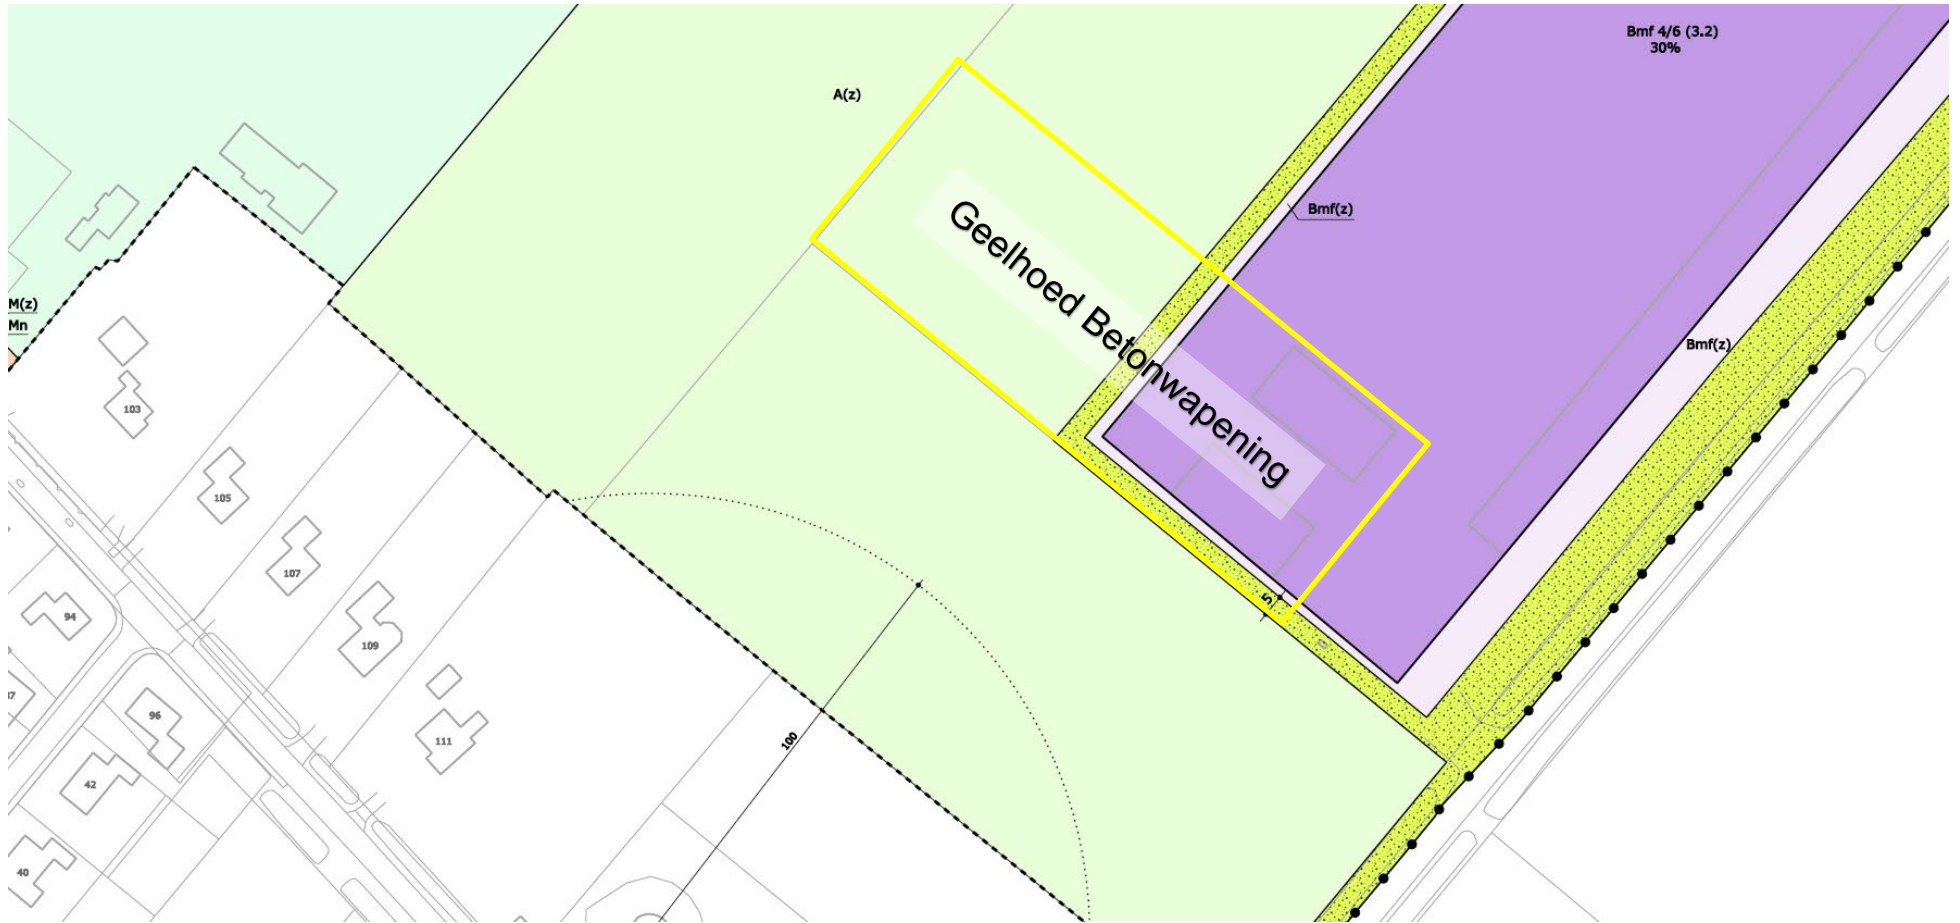 Bmf 4/6 (3.2)
30%
A(z)
Bmf(z)
Geelhoed Betonwapening
M(z)
Mn
Bmf(z)
103
105
107
94
109
96
111
42
40
100
5